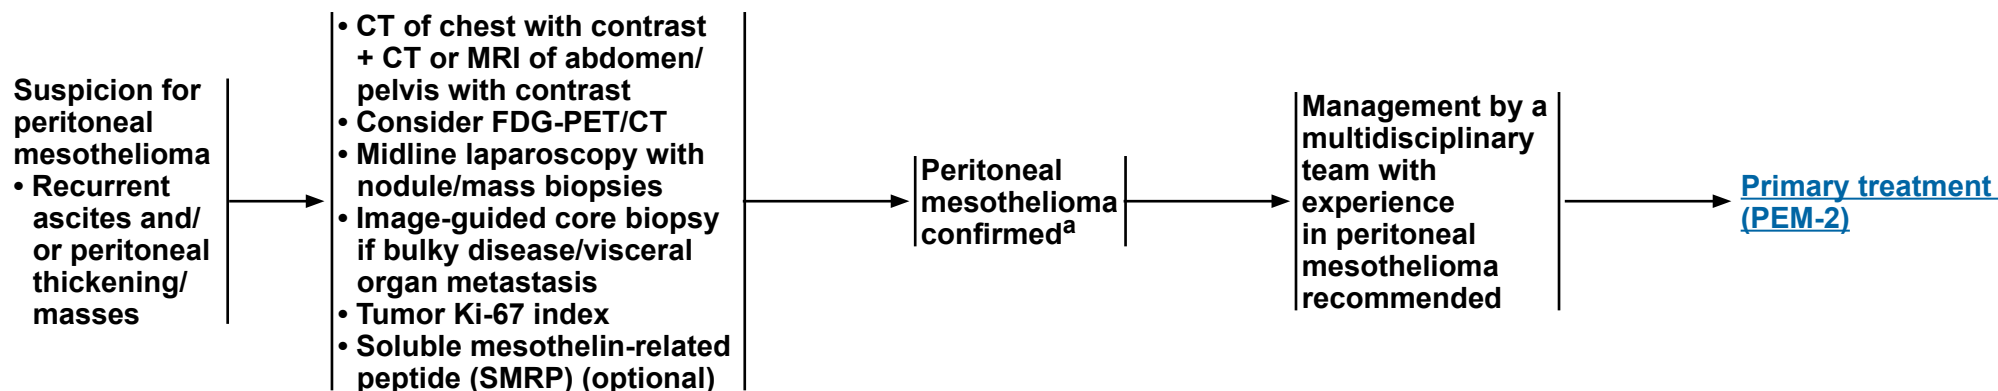 Suspicion for
peritoneal
mesothelioma
• Recurrent
ascites and/
or peritoneal
thickening/
masses
• CT of chest with contrast
+ CT or MRI of abdomen/
pelvis with contrast
• Consider FDG-PET/CT
• Midline laparoscopy with
nodule/mass biopsies
• Image-guided core biopsy
if bulky disease/visceral
organ metastasis
• Tumor Ki-67 index
• Soluble mesothelin-related
peptide (SMRP) (optional)
Peritoneal
mesothelioma
confirmedᵃ
Management by a
multidisciplinary
team with
experience
in peritoneal
mesothelioma
recommended
Primary treatment
(PEM-2)